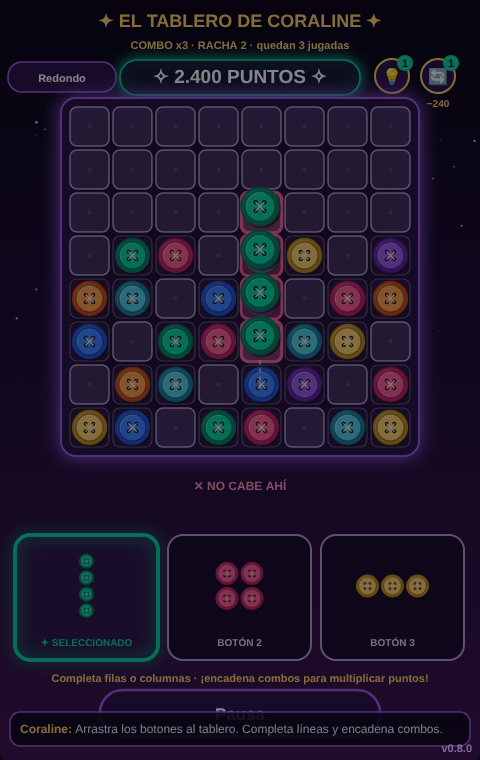 ✦ EL TABLERO DE CORALINE ✦
COMBO x3 · RACHA 2 · quedan 3 jugadas
Redondo
✧ 2.400 PUNTOS ✧
1
1
−240
✕ NO CABE AHÍ
✦ SELECCIONADO
BOTÓN 2
BOTÓN 3
Completa filas o columnas · ¡encadena combos para multiplicar puntos!
Pausa
Coraline: Arrastra los botones al tablero. Completa líneas y encadena combos.
v0.8.0